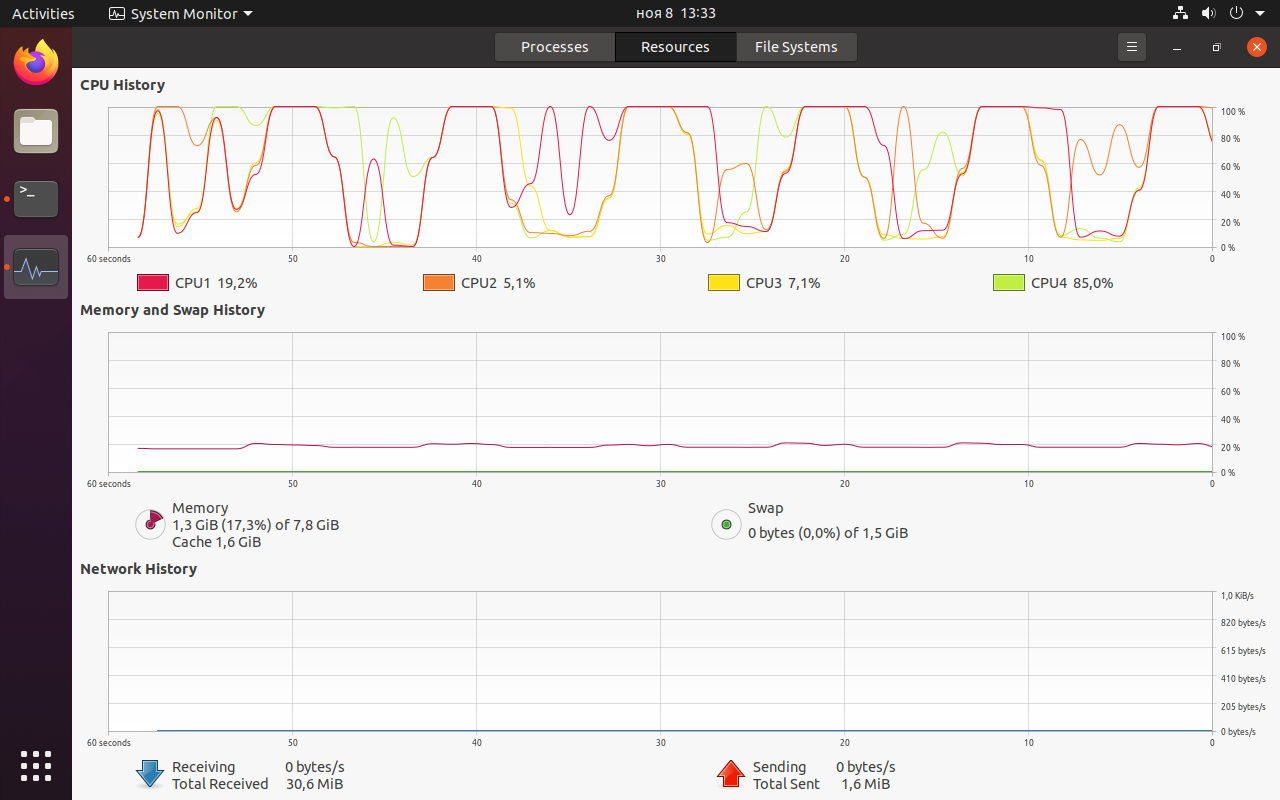 Activities System Monitor ноя 8 13:33
Processes Resources File Systems
>_
CPU History
100 %
80 %
60 %
40 %
20 %
0 %
60 seconds 50 40 30 20 10 0
CPU1 19,2% CPU2 5,1% CPU3 7,1% CPU4 85,0%
Memory and Swap History
100 %
80 %
60 %
40 %
20 %
0 %
60 seconds 50 40 30 20 10 0
Memory
1,3 GiB (17,3%) of 7,8 GiB
Cache 1,6 GiB
Swap
0 bytes (0,0%) of 1,5 GiB
Network History
1,0 KiB/s
820 bytes/s
615 bytes/s
410 bytes/s
205 bytes/s
0 bytes/s
60 seconds 50 40 30 20 10 0
Receiving 0 bytes/s
Total Received 30,6 MiB
Sending 0 bytes/s
Total Sent 1,6 MiB